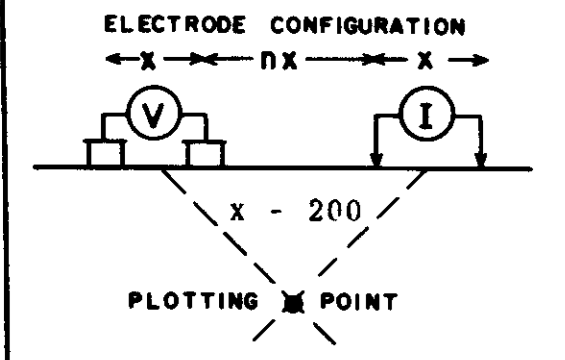 ELECTRODE CONFIGURATION
x nx x
V I
x - 200
PLOTTING POINT